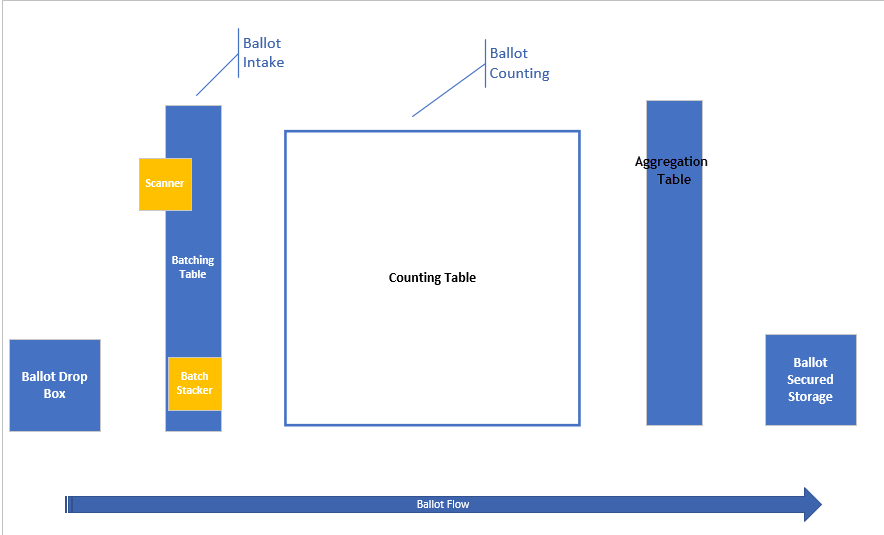 Ballot
Intake
Ballot
Counting
Aggregation
Table
Scanner
Batching
Table
Counting Table
Ballot Drop
Box
Batch
Stacker
Ballot
Secured
Storage
Ballot Flow